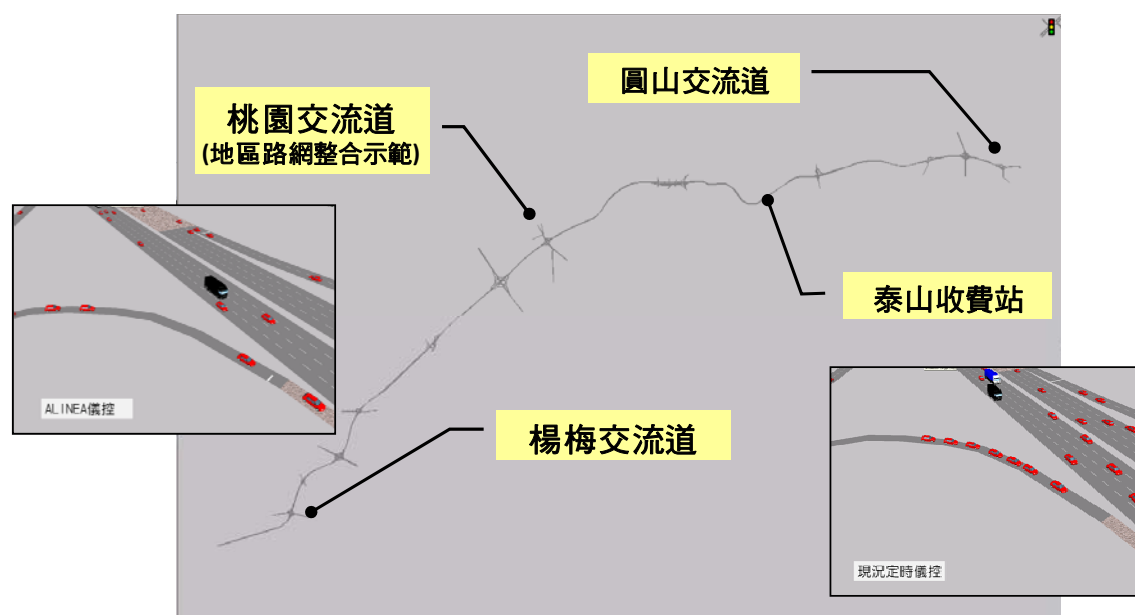 圓山交流道
桃園交流道
(地區路網整合示範)
泰山收費站
ALINEA儀控
楊梅交流道
現況定時儀控